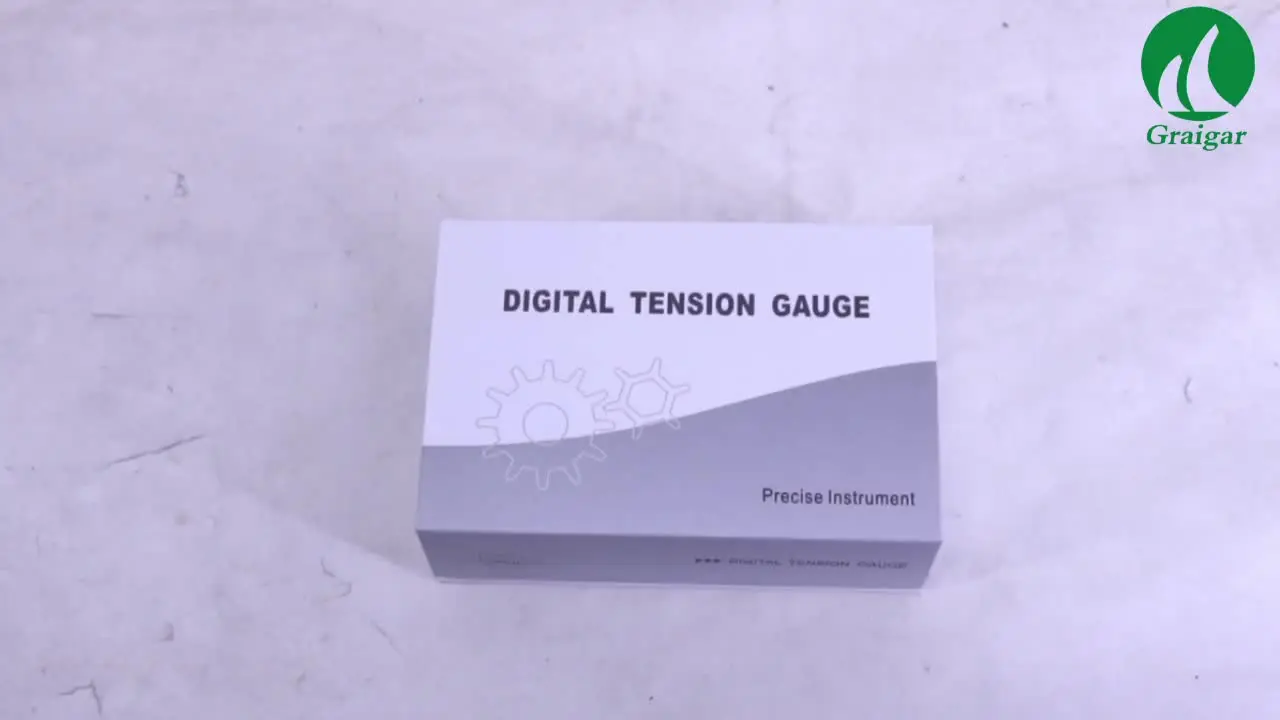 Graigar
DIGITAL TENSION GAUGE
Precise Instrument
▸▸▸ DIGITAL TENSION GAUGE